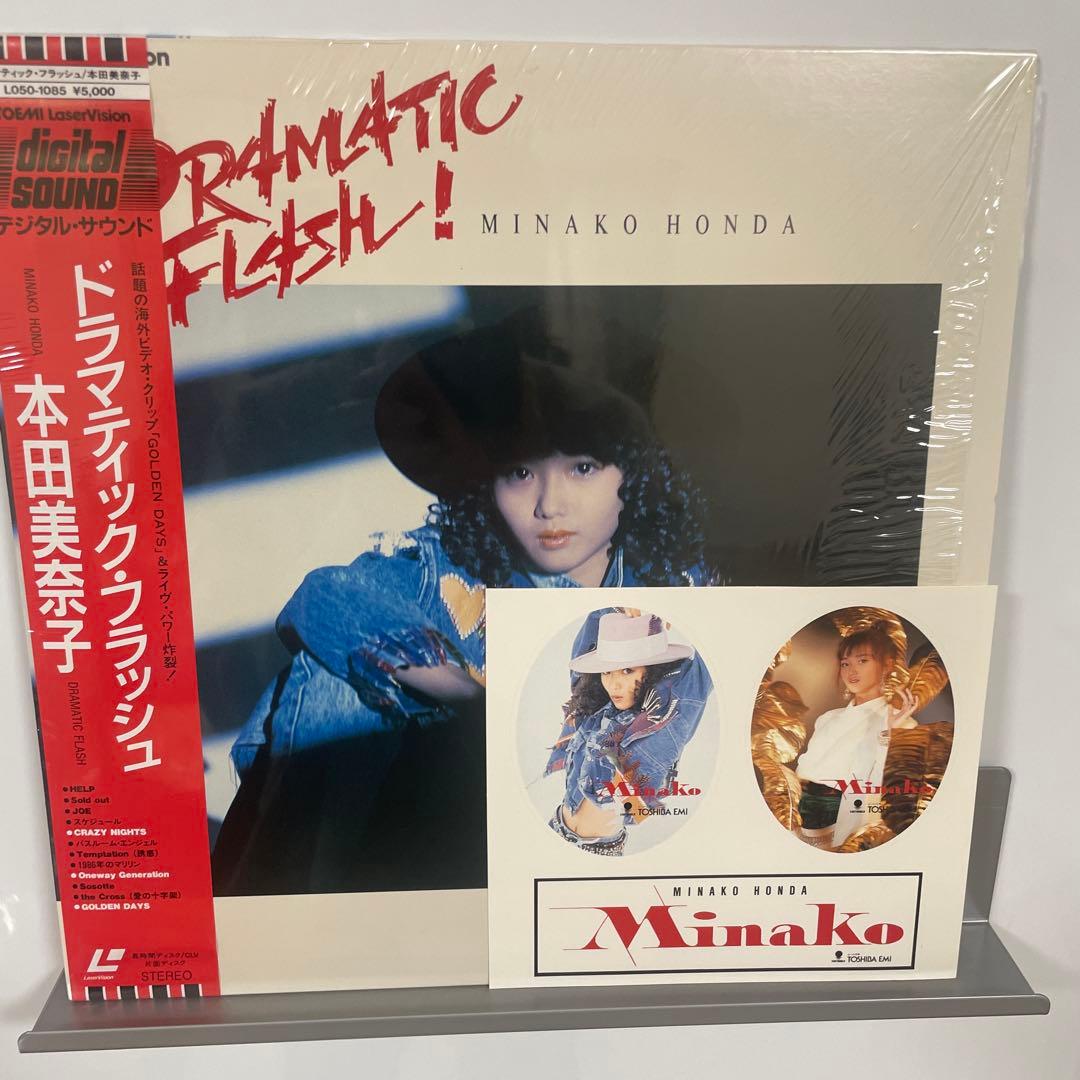 on
ティック・フラッシュ/本田美奈子
L050-1085 ¥5,000
TOEMI LaserVision
digital
SOUND
デジタル・サウンド
DRAMATIC
FLASH!
MINAKO HONDA
話題の海外ビデオ・クリップ「GOLDEN DAYS」&ライヴ・パワー炸裂!
ドラマティック・フラッシュ
MINAKO HONDA
本田美奈子
DRAMATIC FLASH
●HELP
●Sold out
●JOE
●スケジュール
●CRAZY NIGHTS
●バスルーム・エンジェル
●Temptation(誘惑)
●1986年のマリリン
●Oneway Generation
●Sosotte
●the Cross(愛の十字架)
●GOLDEN DAYS
LaserVision
長時間ディスク/CLV
片面ディスク
STEREO
Minako
TOSHIBA EMI
Minako
TOSH
MINAKO HONDA
Minako
TOSHIBA EMI